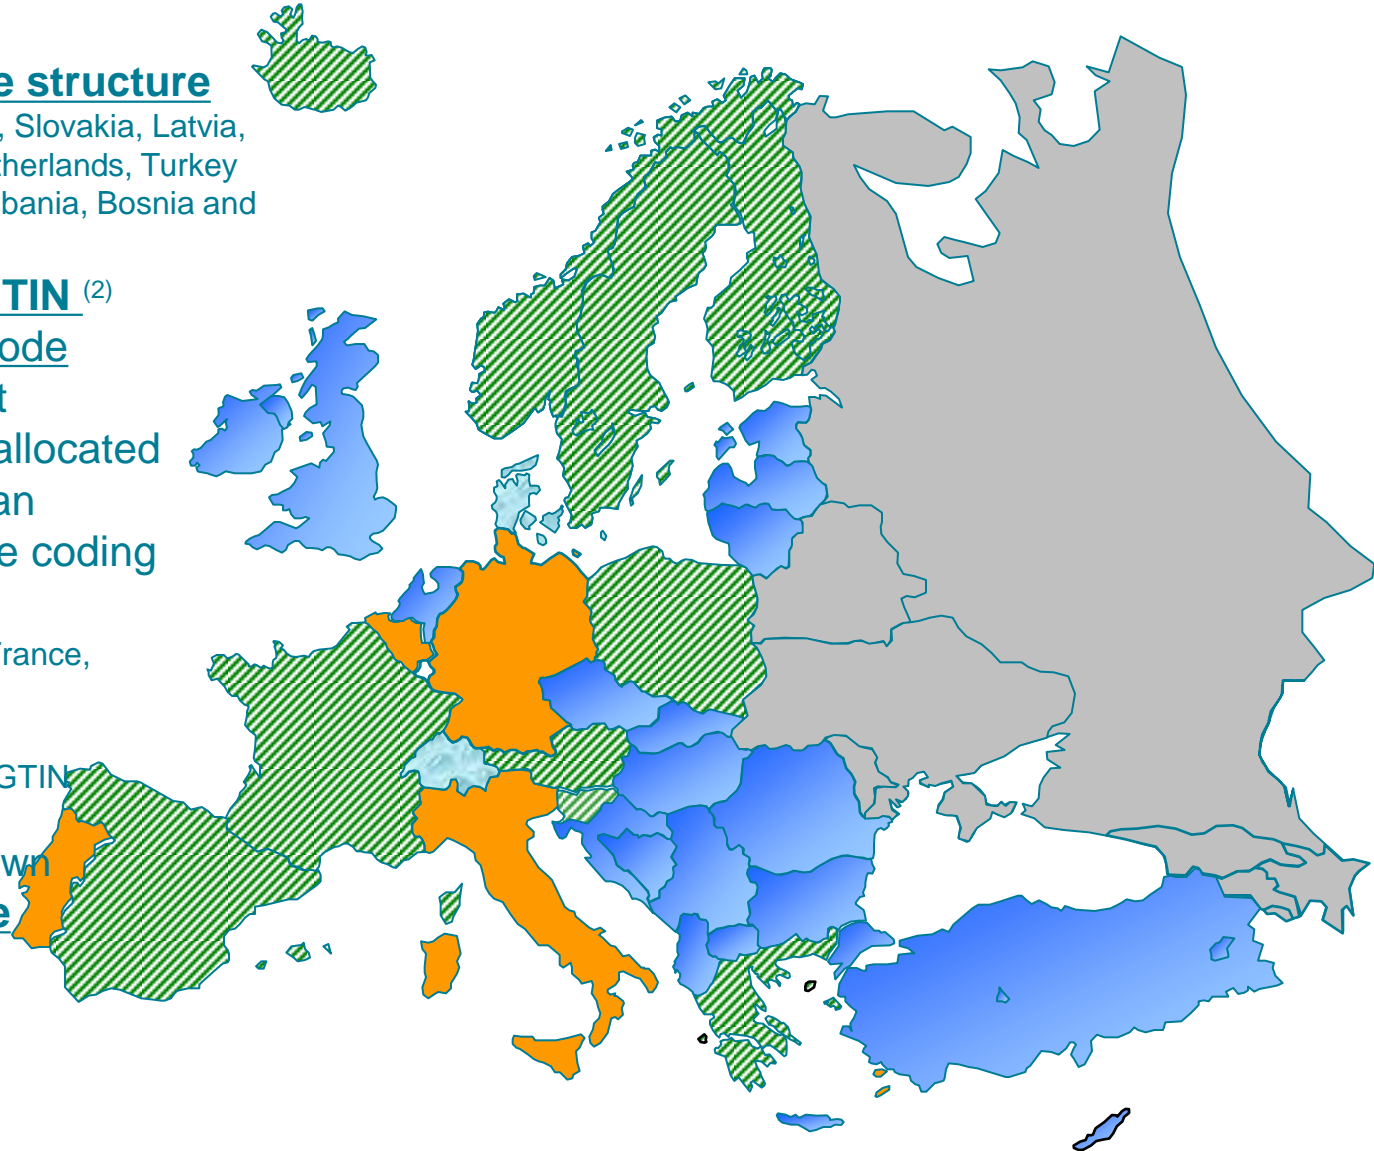 e structure
, Slovakia, Latvia,
therlands, Turkey
bania, Bosnia and
TIN (2)
ode
t
allocated
an
e coding
rance,
GTIN
wn
e